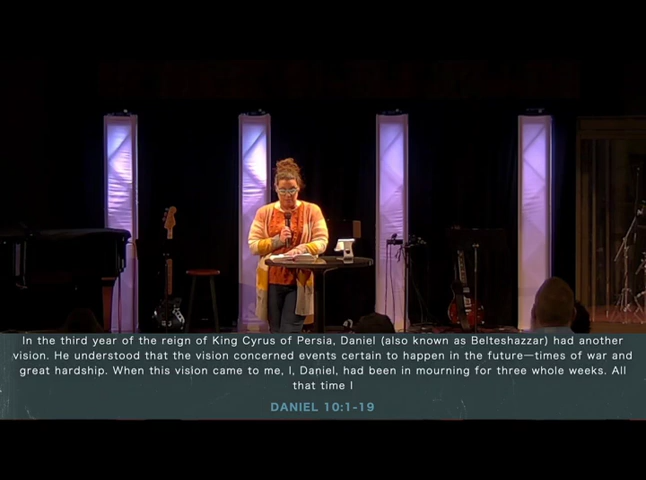 In the third year of the reign of King Cyrus of Persia, Daniel (also known as Belteshazzar) had another
vision. He understood that the vision concerned events certain to happen in the future—times of war and
great hardship. When this vision came to me, I, Daniel, had been in mourning for three whole weeks. All
that time I
DANIEL 10:1-19